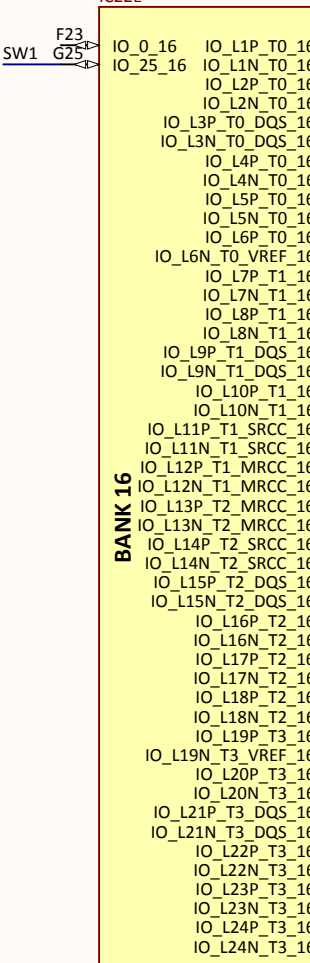 F23 IO_0_16 IO_L1P_T0_16
SW1 G25 IO_25_16 IO_L1N_T0_16
IO_L2P_T0_16
IO_L2N_T0_16
IO_L3P_T0_DQS_16
IO_L3N_T0_DQS_16
IO_L4P_T0_16
IO_L4N_T0_16
IO_L5P_T0_16
IO_L5N_T0_16
IO_L6P_T0_16
IO_L6N_T0_VREF_16
IO_L7P_T1_16
IO_L7N_T1_16
IO_L8P_T1_16
IO_L8N_T1_16
IO_L9P_T1_DQS_16
IO_L9N_T1_DQS_16
IO_L10P_T1_16
IO_L10N_T1_16
IO_L11P_T1_SRCC_16
IO_L11N_T1_SRCC_16
IO_L12P_T1_MRCC_16
IO_L12N_T1_MRCC_16
IO_L13P_T2_MRCC_16
IO_L13N_T2_MRCC_16
IO_L14P_T2_SRCC_16
IO_L14N_T2_SRCC_16
IO_L15P_T2_DQS_16
IO_L15N_T2_DQS_16
IO_L16P_T2_16
IO_L16N_T2_16
IO_L17P_T2_16
IO_L17N_T2_16
IO_L18P_T2_16
IO_L18N_T2_16
IO_L19P_T3_16
IO_L19N_T3_VREF_16
IO_L20P_T3_16
IO_L20N_T3_16
IO_L21P_T3_DQS_16
IO_L21N_T3_DQS_16
IO_L22P_T3_16
IO_L22N_T3_16
IO_L23P_T3_16
IO_L23N_T3_16
IO_L24P_T3_16
IO_L24N_T3_16
BANK 16